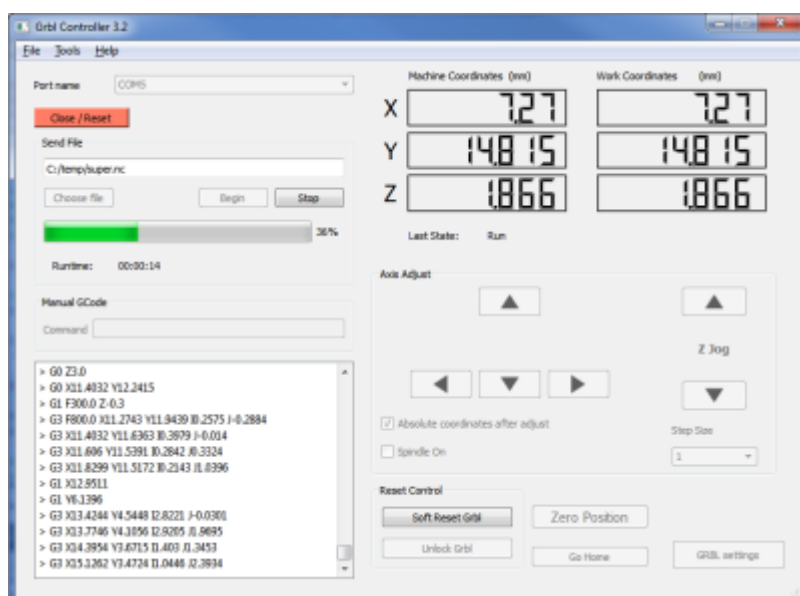 Grbl Controller 3.2
File Tools Help
Port name COM5
Close / Reset
Send File
C:/temp/super.nc
Choose file Begin Stop
36%
Runtime: 00:00:14
Manual GCode
Command
> G0 Z3.0
> G0 X11.4032 Y12.2415
> G1 F300.0 Z-0.3
> G3 F800.0 X11.2743 Y11.9439 I0.2575 J-0.2884
> G3 X11.4032 Y11.6363 I0.3979 J-0.014
> G3 X11.606 Y11.5391 I0.2842 J0.3324
> G3 X11.8299 Y11.5172 I0.2143 J1.0396
> G1 X12.9511
> G1 Y6.1396
> G3 X13.4244 Y4.5448 I2.8221 J-0.0301
> G3 X13.7746 Y4.1056 I2.9205 J1.9695
> G3 X14.3954 Y3.6715 I1.403 J1.3453
> G3 X15.1262 Y3.4724 I1.0446 J2.3934
Machine Coordinates (mm) Work Coordinates (mm)
X 7.27 7.27
Y 14.815 14.815
Z 1.866 1.866
Last State: Run
Axis Adjust
Z Jog
Absolute coordinates after adjust
Step Size
Spindle On
1
Reset Control
Soft Reset Grbl Zero Position
Unlock Grbl Go Home GRBL settings